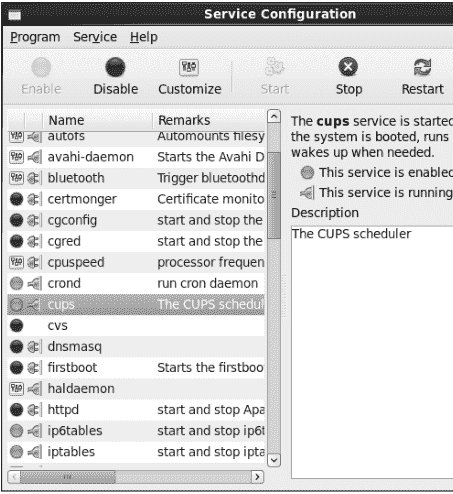 Service Configuration
Program Service Help
Enable Disable Customize Start Stop Restart
Name Remarks
autofs Automounts filesy
avahi-daemon Starts the Avahi D
bluetooth Trigger bluetoothd
certmonger Certificate monito
cgconfig start and stop the
cgred start and stop the
cpuspeed processor frequen
crond run cron daemon
cups The CUPS schedul
cvs
dnsmasq
firstboot Starts the firstboo
haldaemon
httpd start and stop Apa
ip6tables start and stop ip6t
iptables start and stop ipta
The cups service is started
the system is booted, runs
wakes up when needed.
This service is enabled
This service is running
Description
The CUPS scheduler